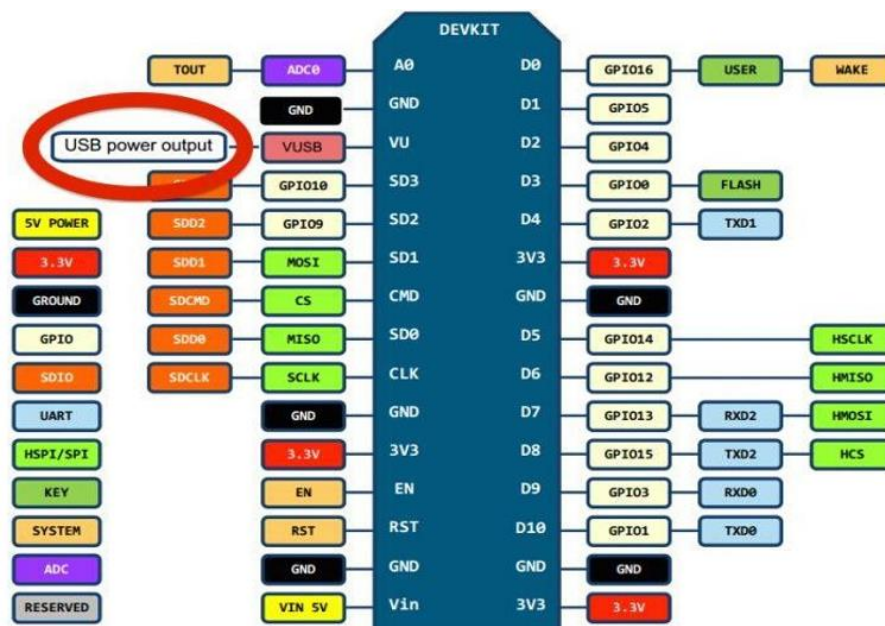 DEVKIT
TOUT ADC0 A0 D0 GPIO16 USER WAKE
GND GND D1 GPIO5
USB power output VUSB VU D2 GPIO4
GPIO10 SD3 D3 GPIO0 FLASH
5V POWER SDD2 GPIO9 SD2 D4 GPIO2 TXD1
3.3V SDD1 MOSI SD1 3V3 3.3V
GROUND SDCMD CS CMD GND GND
GPIO SDD0 MISO SD0 D5 GPIO14 HSCLK
SDIO SDCLK SCLK CLK D6 GPIO12 HMISO
UART GND GND D7 GPIO13 RXD2 HMOSI
HSPI/SPI 3.3V 3V3 D8 GPIO15 TXD2 HCS
KEY EN EN D9 GPIO3 RXD0
SYSTEM RST RST D10 GPIO1 TXD0
ADC GND GND GND GND
RESERVED VIN 5V Vin 3V3 3.3V